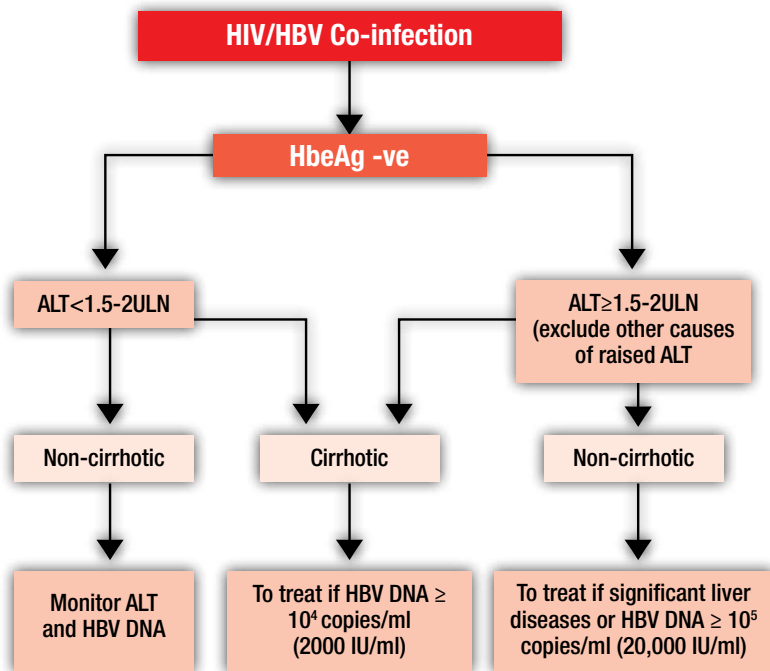 HIV/HBV Co-infection
HbeAg -ve
ALT<1.5-2ULN
ALT≥1.5-2ULN
(exclude other causes
of raised ALT
Non-cirrhotic
Cirrhotic
Non-cirrhotic
Monitor ALT
and HBV DNA
To treat if HBV DNA ≥
10⁴ copies/ml
(2000 IU/ml)
To treat if significant liver
diseases or HBV DNA ≥ 10⁵
copies/ml (20,000 IU/ml)